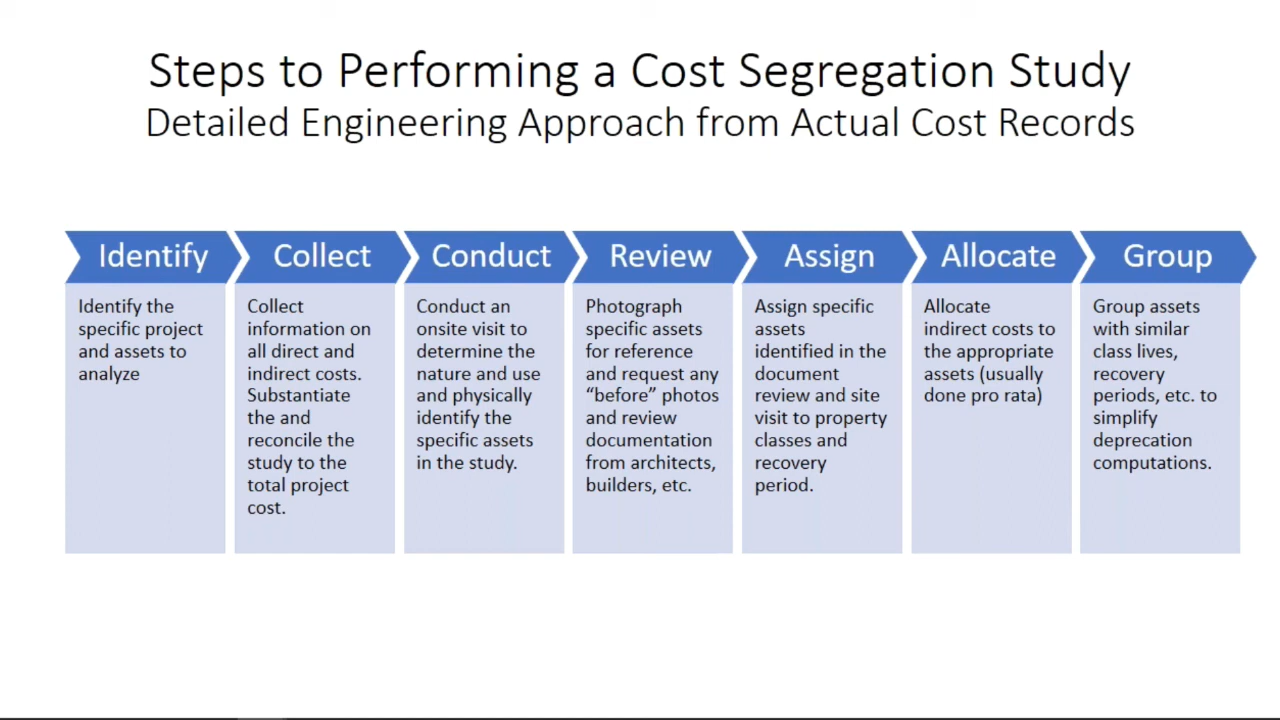 Steps to Performing a Cost Segregation Study
Detailed Engineering Approach from Actual Cost Records
Identify
Identify the
specific project
and assets to
analyze
Collect
Collect
information on
all direct and
indirect costs.
Substantiate
the and
reconcile the
study to the
total project
cost.
Conduct
Conduct an
onsite visit to
determine the
nature and use
and physically
identify the
specific assets
in the study.
Review
Photograph
specific assets
for reference
and request any
“before” photos
and review
documentation
from architects,
builders, etc.
Assign
Assign specific
assets
identified in the
document
review and site
visit to property
classes and
recovery
period.
Allocate
Allocate
indirect costs to
the appropriate
assets (usually
done pro rata)
Group
Group assets
with similar
class lives,
recovery
periods, etc. to
simplify
deprecation
computations.